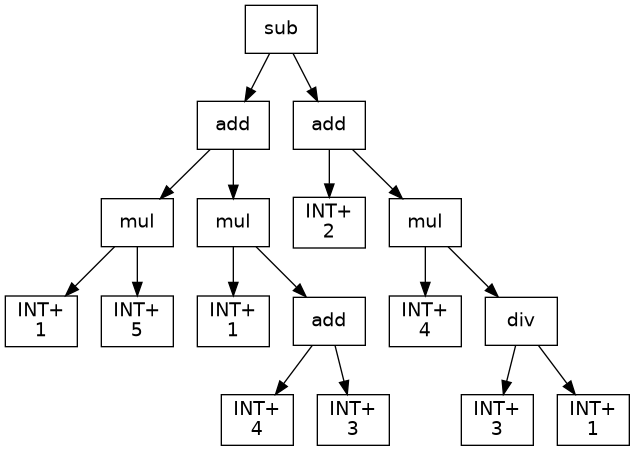 sub
add
add
mul
mul
INT+
2
mul
INT+
1
INT+
5
INT+
1
add
INT+
4
div
INT+
4
INT+
3
INT+
3
INT+
1